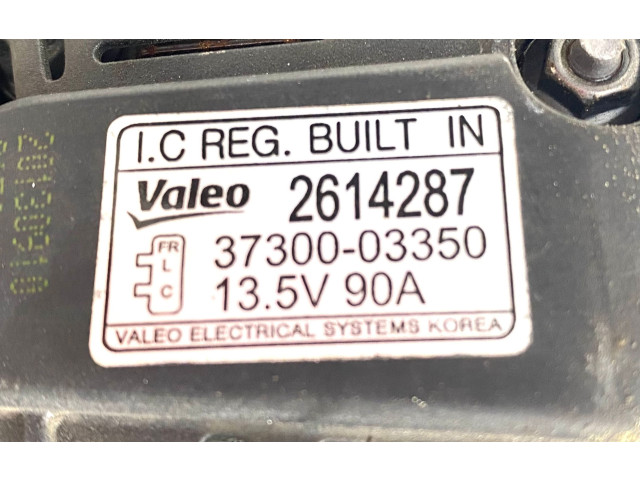 I.C REG. BUILT IN
Valeo 2614287
FR
L
C
37300-03350
13.5V 90A
VALEO ELECTRICAL SYSTEMS KOREA